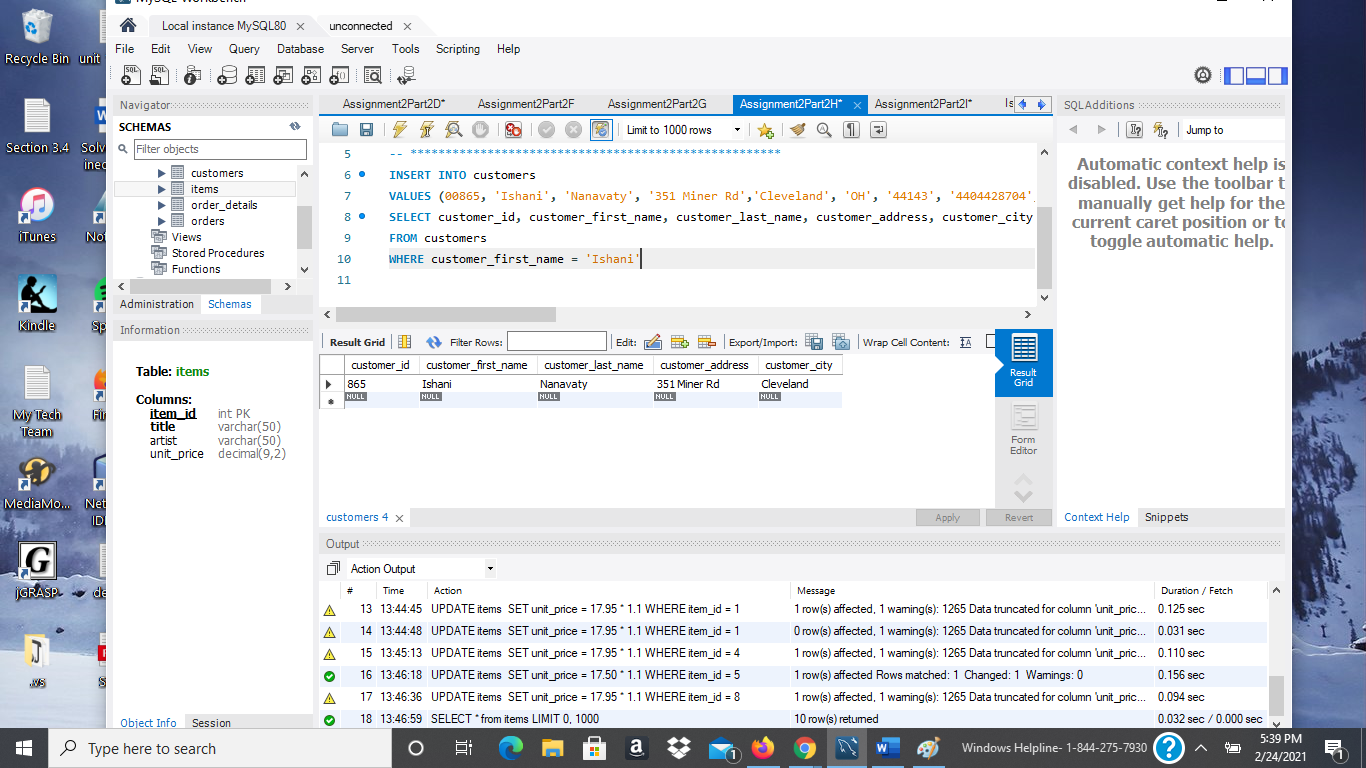 MySQL Workbench
Local instance MySQL80 × unconnected ×
File Edit View Query Database Server Tools Scripting Help
Navigator
SCHEMAS
Filter objects
customers
items
order_details
orders
Views
Stored Procedures
Functions
Administration Schemas
Information
Table: items
Columns:
item_id int PK
title varchar(50)
artist varchar(50)
unit_price decimal(9,2)
Object Info Session
Assignment2Part2D* Assignment2Part2F Assignment2Part2G Assignment2Part2H* × Assignment2Part2I*
Limit to 1000 rows
5 -- *****************************************************
6 INSERT INTO customers
7 VALUES (00865, 'Ishani', 'Nanavaty', '351 Miner Rd','Cleveland', 'OH', '44143', '4404428704',
8 SELECT customer_id, customer_first_name, customer_last_name, customer_address, customer_city
9 FROM customers
10 WHERE customer_first_name = 'Ishani'
11
Result Grid Filter Rows: Edit: Export/Import: Wrap Cell Content:
customer_id customer_first_name customer_last_name customer_address customer_city
865 Ishani Nanavaty 351 Miner Rd Cleveland
NULL NULL NULL NULL NULL
Result Grid
Form Editor
customers 4 ×
Apply Revert
SQLAdditions
Jump to
Automatic context help is
disabled. Use the toolbar t
manually get help for the
current caret position or to
toggle automatic help.
Context Help Snippets
Output
Action Output
# Time Action Message Duration / Fetch
13 13:44:45 UPDATE items SET unit_price = 17.95 * 1.1 WHERE item_id = 1 1 row(s) affected, 1 warning(s): 1265 Data truncated for column 'unit_pric... 0.125 sec
14 13:44:48 UPDATE items SET unit_price = 17.95 * 1.1 WHERE item_id = 1 0 row(s) affected, 1 warning(s): 1265 Data truncated for column 'unit_pric... 0.031 sec
15 13:45:13 UPDATE items SET unit_price = 17.95 * 1.1 WHERE item_id = 4 1 row(s) affected, 1 warning(s): 1265 Data truncated for column 'unit_pric... 0.110 sec
16 13:46:18 UPDATE items SET unit_price = 17.50 * 1.1 WHERE item_id = 5 1 row(s) affected Rows matched: 1 Changed: 1 Warnings: 0 0.156 sec
17 13:46:36 UPDATE items SET unit_price = 17.95 * 1.1 WHERE item_id = 8 1 row(s) affected, 1 warning(s): 1265 Data truncated for column 'unit_pric... 0.094 sec
18 13:46:59 SELECT * from items LIMIT 0, 1000 10 row(s) returned 0.032 sec / 0.000 sec
Recycle Bin unit
Section 3.4 Solv
ineq
iTunes Not
Kindle Sp
My Tech Team Fir
MediaMo... Net
ID
jGRASP de
.vs S
Type here to search
Windows Helpline- 1-844-275-7930
5:39 PM
2/24/2021